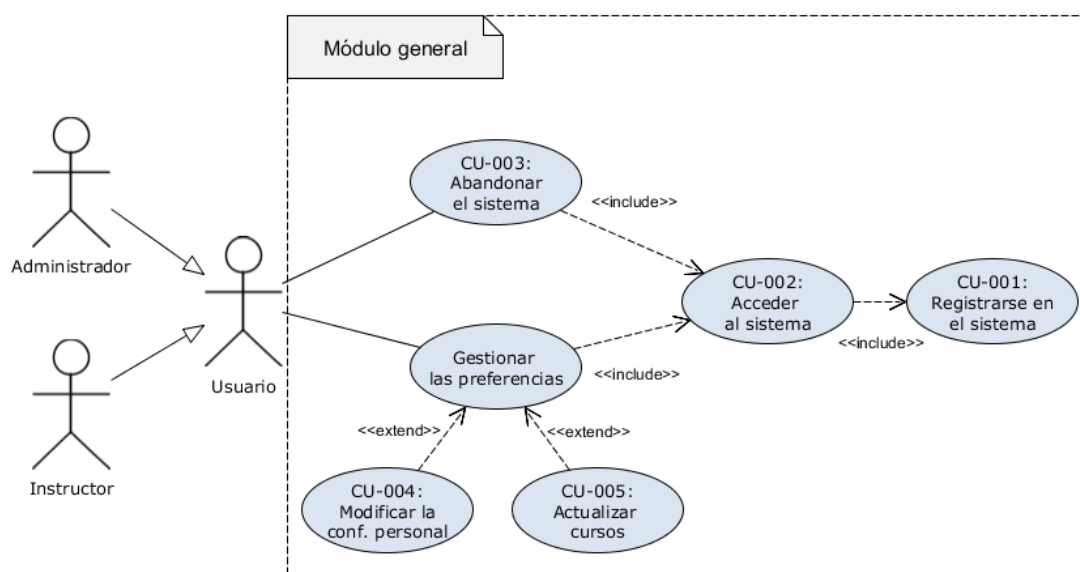 Módulo general
CU-003:
Abandonar
el sistema
<<include>>
Administrador
CU-002:
Acceder
al sistema
CU-001:
Registrarse en
el sistema
<<include>>
Usuario
Gestionar
las preferencias
<<include>>
<<extend>>
<<extend>>
Instructor
CU-004:
Modificar la
conf. personal
CU-005:
Actualizar
cursos